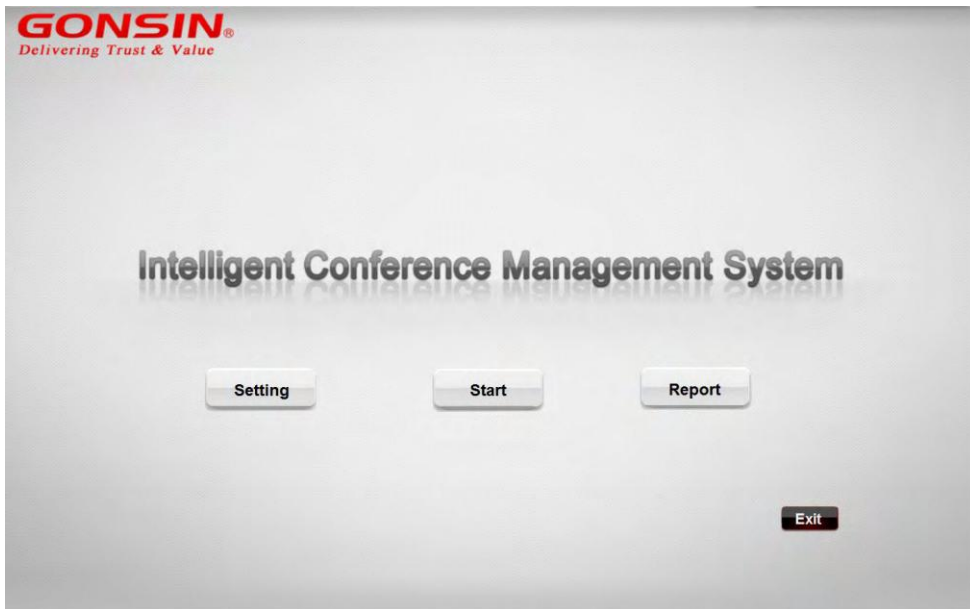 GONSIN®
Delivering Trust & Value
Intelligent Conference Management System
Setting
Start
Report
Exit